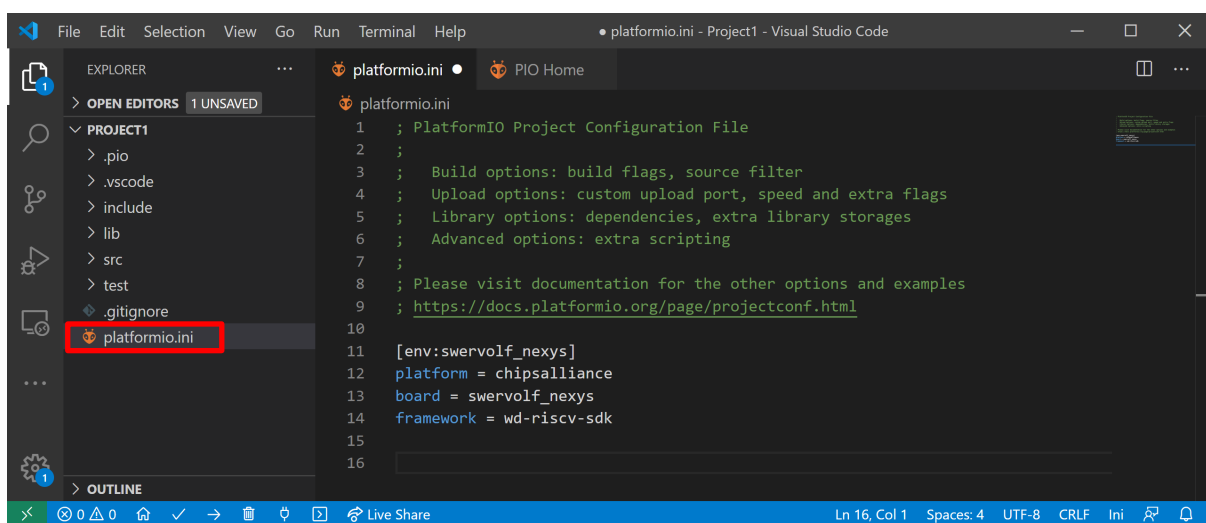 File Edit Selection View Go Run Terminal Help ● platformio.ini - Project1 - Visual Studio Code
EXPLORER ···
platformio.ini ● PIO Home
> OPEN EDITORS 1 UNSAVED
PROJECT1
> .pio
> .vscode
> include
> lib
> src
> test
.gitignore
platformio.ini
> OUTLINE
platformio.ini
1 ; PlatformIO Project Configuration File
2 ;
3 ;   Build options: build flags, source filter
4 ;   Upload options: custom upload port, speed and extra flags
5 ;   Library options: dependencies, extra library storages
6 ;   Advanced options: extra scripting
7 ;
8 ; Please visit documentation for the other options and examples
9 ; https://docs.platformio.org/page/projectconf.html
10
11 [env:swervolf_nexys]
12 platform = chipsalliance
13 board = swervolf_nexys
14 framework = wd-riscv-sdk
15
16
1
1
0 0 Live Share Ln 16, Col 1 Spaces: 4 UTF-8 CRLF Ini